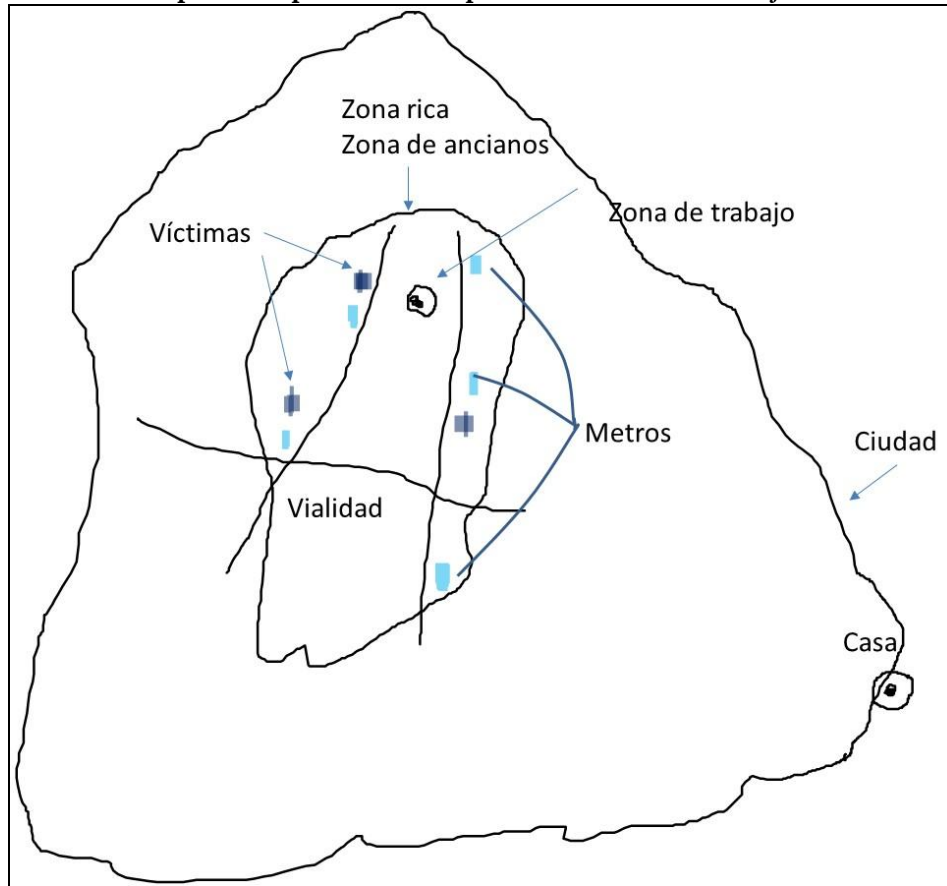 Zona rica
Zona de ancianos
Zona de trabajo
Víctimas
Metros
Ciudad
Vialidad
Casa